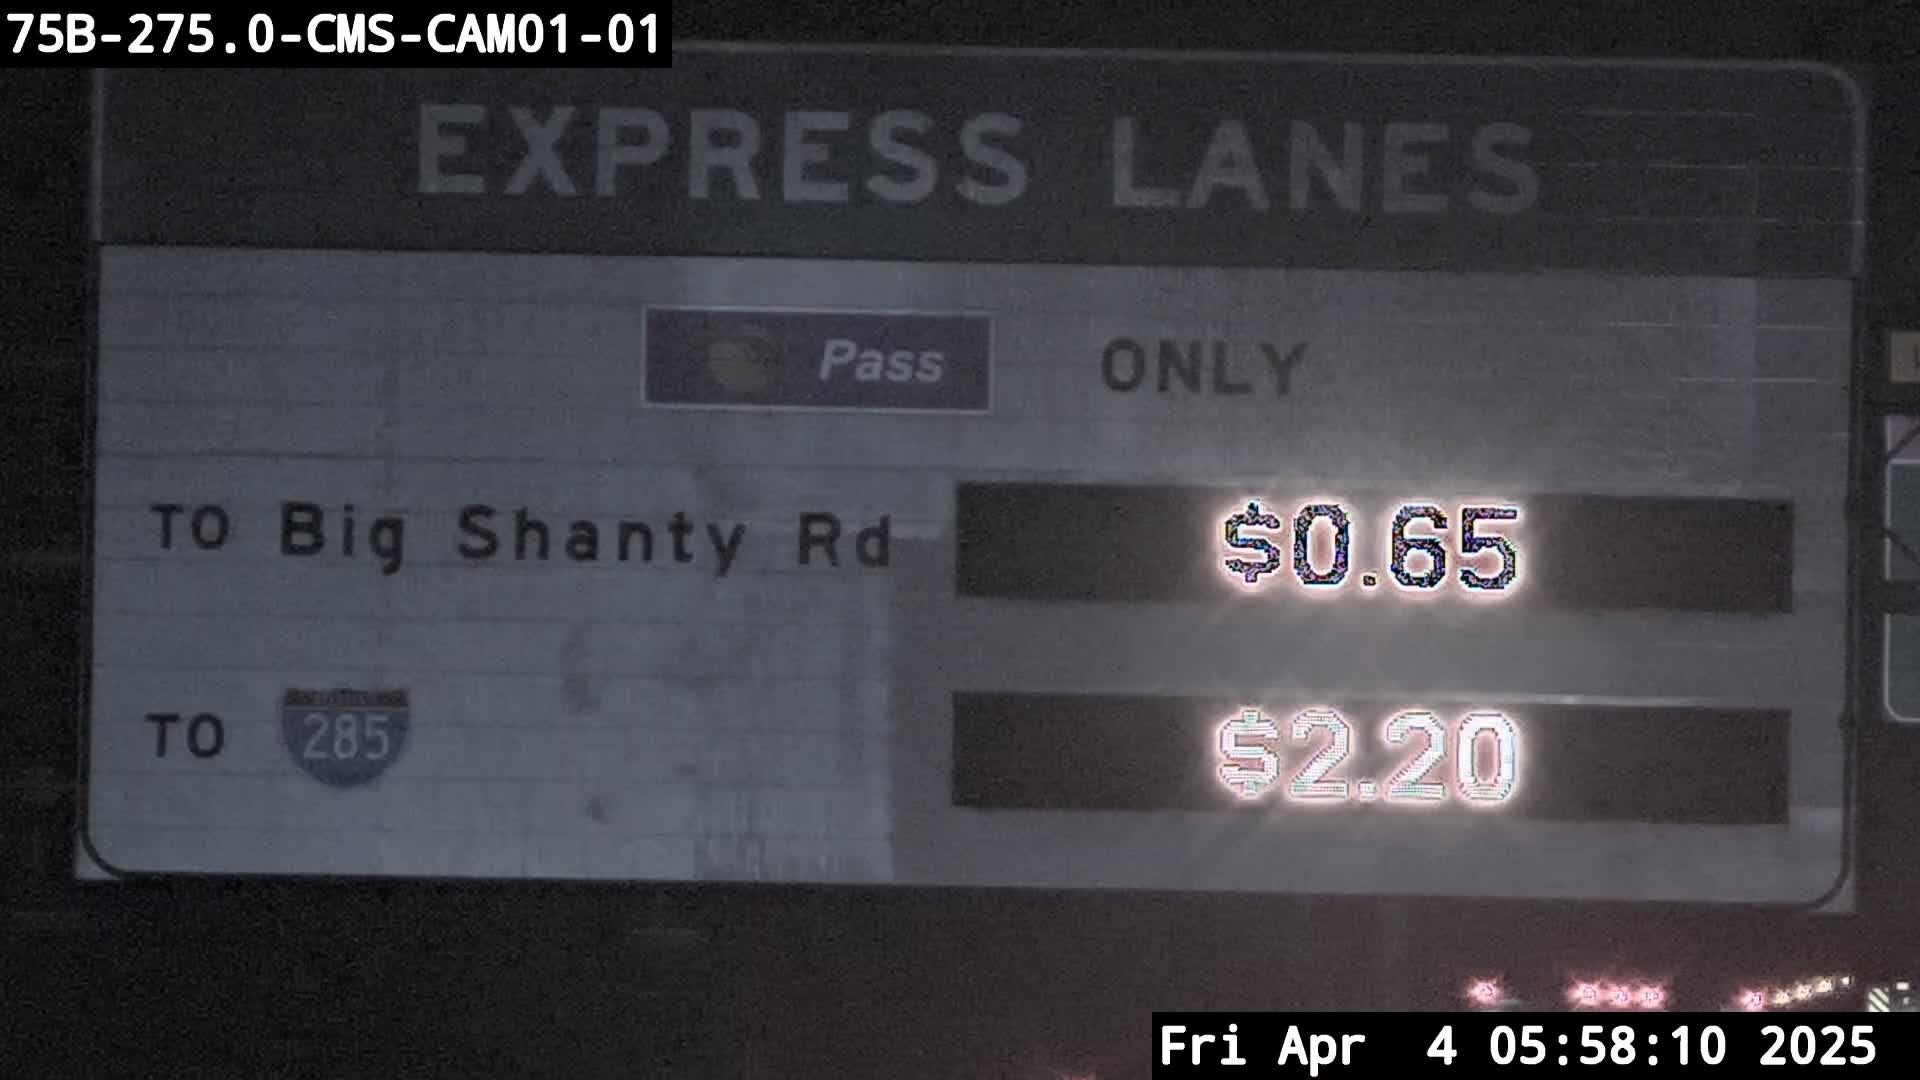 75B-275.0-CMS-CAM01-01
EXPRESS LANES
Pass ONLY
TO Big Shanty Rd $0.65
TO 285 $2.20
Fri Apr 4 05:58:10 2025